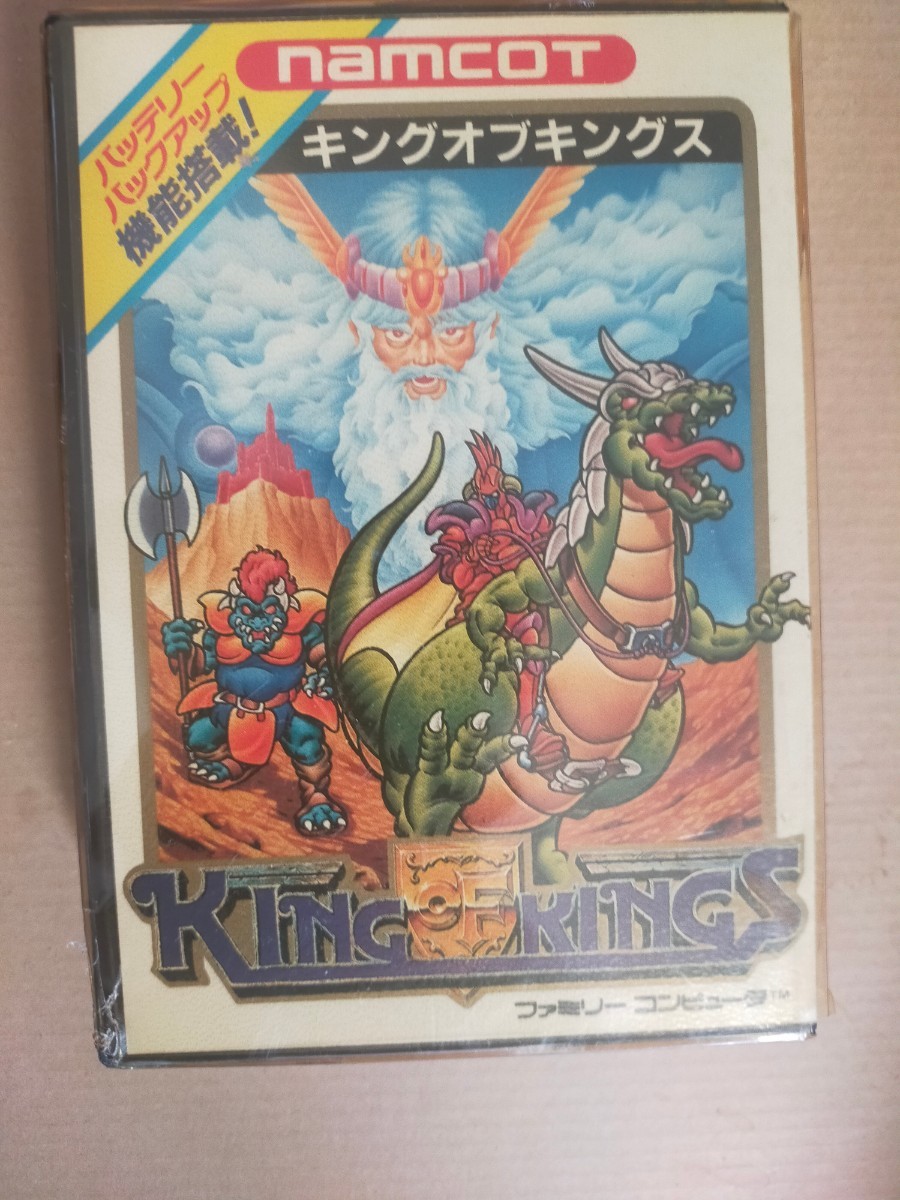 namcoT
バッテリー
バックアップ
機能搭載!
キングオブキングス
KING OF KINGS
ファミリー コンピュータ™